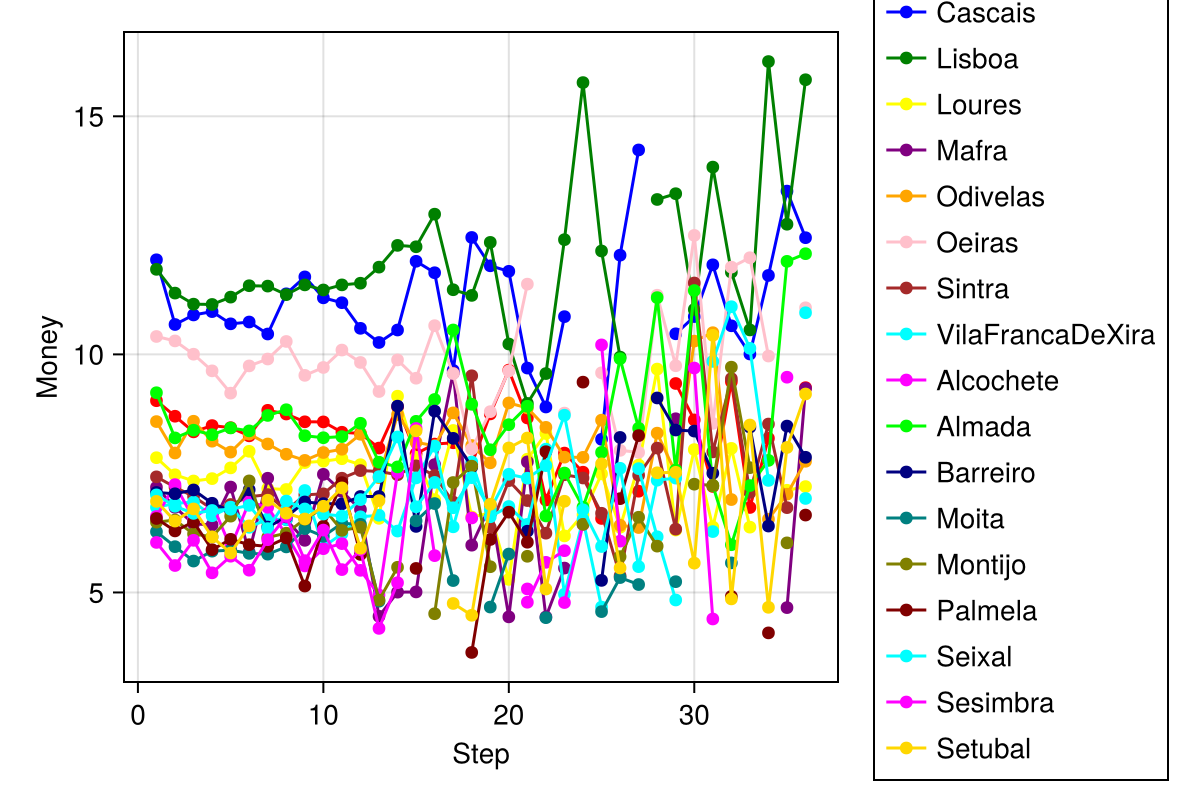 Money
15
10
5
0 10 20 30
Step
Cascais
Lisboa
Loures
Mafra
Odivelas
Oeiras
Sintra
VilaFrancaDeXira
Alcochete
Almada
Barreiro
Moita
Montijo
Palmela
Seixal
Sesimbra
Setubal